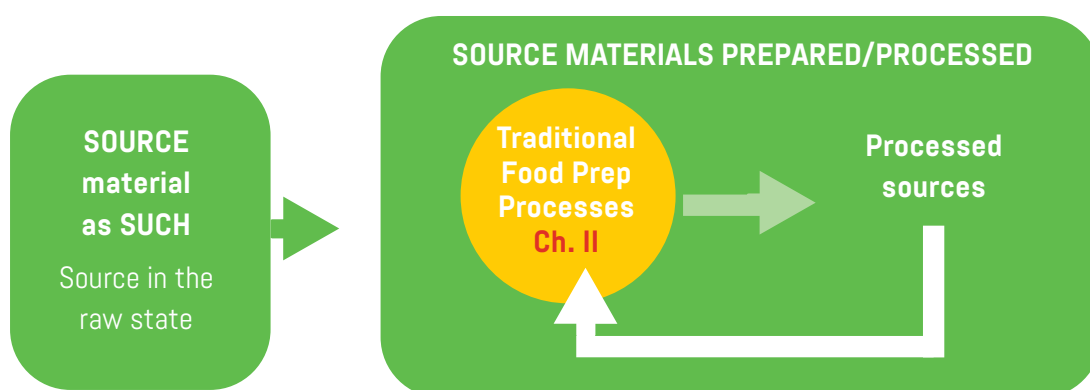 SOURCE
material
as SUCH
Source in the
raw state
SOURCE MATERIALS PREPARED/PROCESSED
Traditional
Food Prep
Processes
Ch. II
Processed
sources